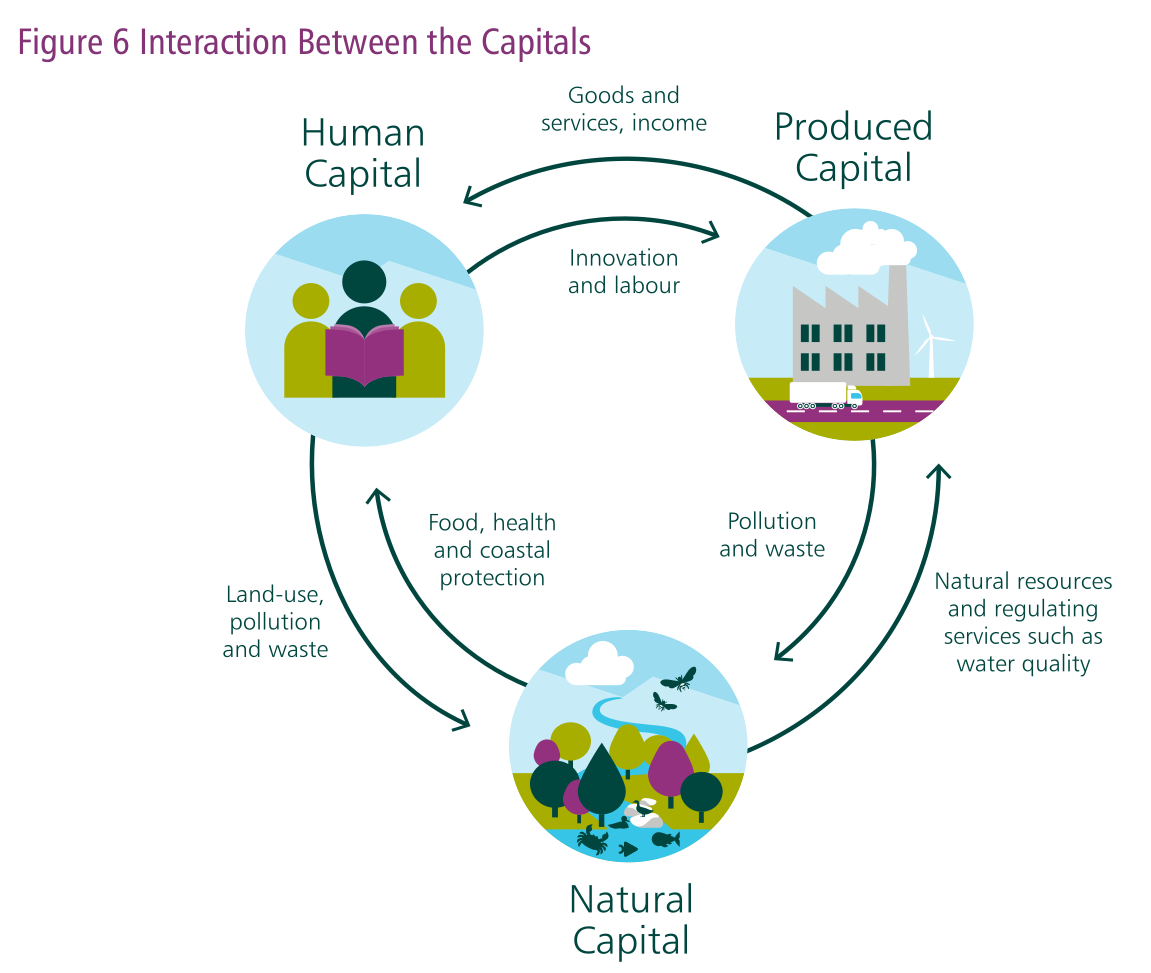 Figure 6 Interaction Between the Capitals
Goods and
services, income
Human
Capital
Produced
Capital
Innovation
and labour
Food, health
and coastal
protection
Pollution
and waste
Land-use,
pollution
and waste
Natural resources
and regulating
services such as
water quality
Natural
Capital